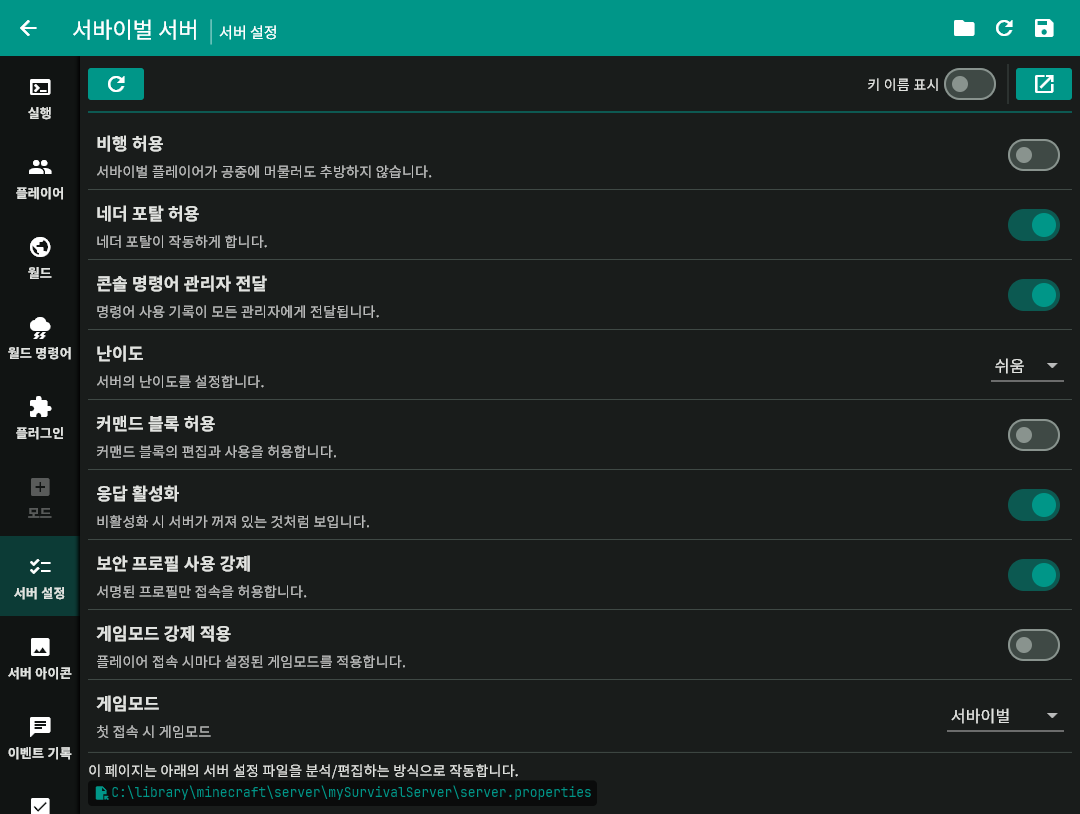 서바이벌 서버
서버 설정
실행
플레이어
월드
월드 명령어
플러그인
모드
서버 설정
서버 아이콘
이벤트 기록
키 이름 표시
비행 허용
서바이벌 플레이어가 공중에 머물러도 추방하지 않습니다.
네더 포탈 허용
네더 포탈이 작동하게 합니다.
콘솔 명령어 관리자 전달
명령어 사용 기록이 모든 관리자에게 전달됩니다.
난이도
서버의 난이도를 설정합니다.
쉬움
커맨드 블록 허용
커맨드 블록의 편집과 사용을 허용합니다.
응답 활성화
비활성화 시 서버가 꺼져 있는 것처럼 보입니다.
보안 프로필 사용 강제
서명된 프로필만 접속을 허용합니다.
게임모드 강제 적용
플레이어 접속 시마다 설정된 게임모드를 적용합니다.
게임모드
첫 접속 시 게임모드
서바이벌
이 페이지는 아래의 서버 설정 파일을 분석/편집하는 방식으로 작동합니다.
C:\library\minecraft\server\mySurvivalServer\server.properties